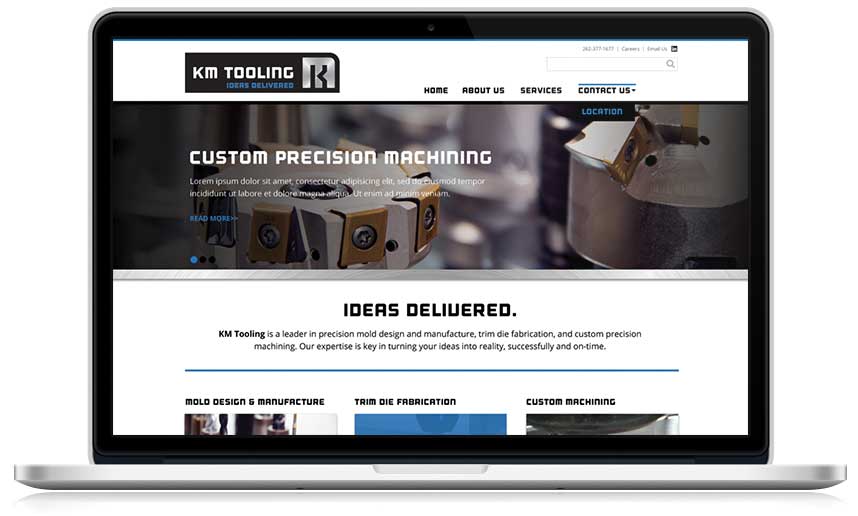 262-377-1677 | Careers | Email Us in
KM TOOLING
IDEAS DELIVERED
HOME ABOUT US SERVICES CONTACT US
LOCATION
CUSTOM PRECISION MACHINING
Lorem ipsum dolor sit amet, consectetur adipisicing elit, sed do eiusmod tempor
incididunt ut labore et dolore magna aliqua. Ut enim ad minim veniam.
READ MORE>>
IDEAS DELIVERED.
KM Tooling is a leader in precision mold design and manufacture, trim die fabrication, and custom precision
machining. Our expertise is key in turning your ideas into reality, successfully and on-time.
MOLD DESIGN & MANUFACTURE TRIM DIE FABRICATION CUSTOM MACHINING